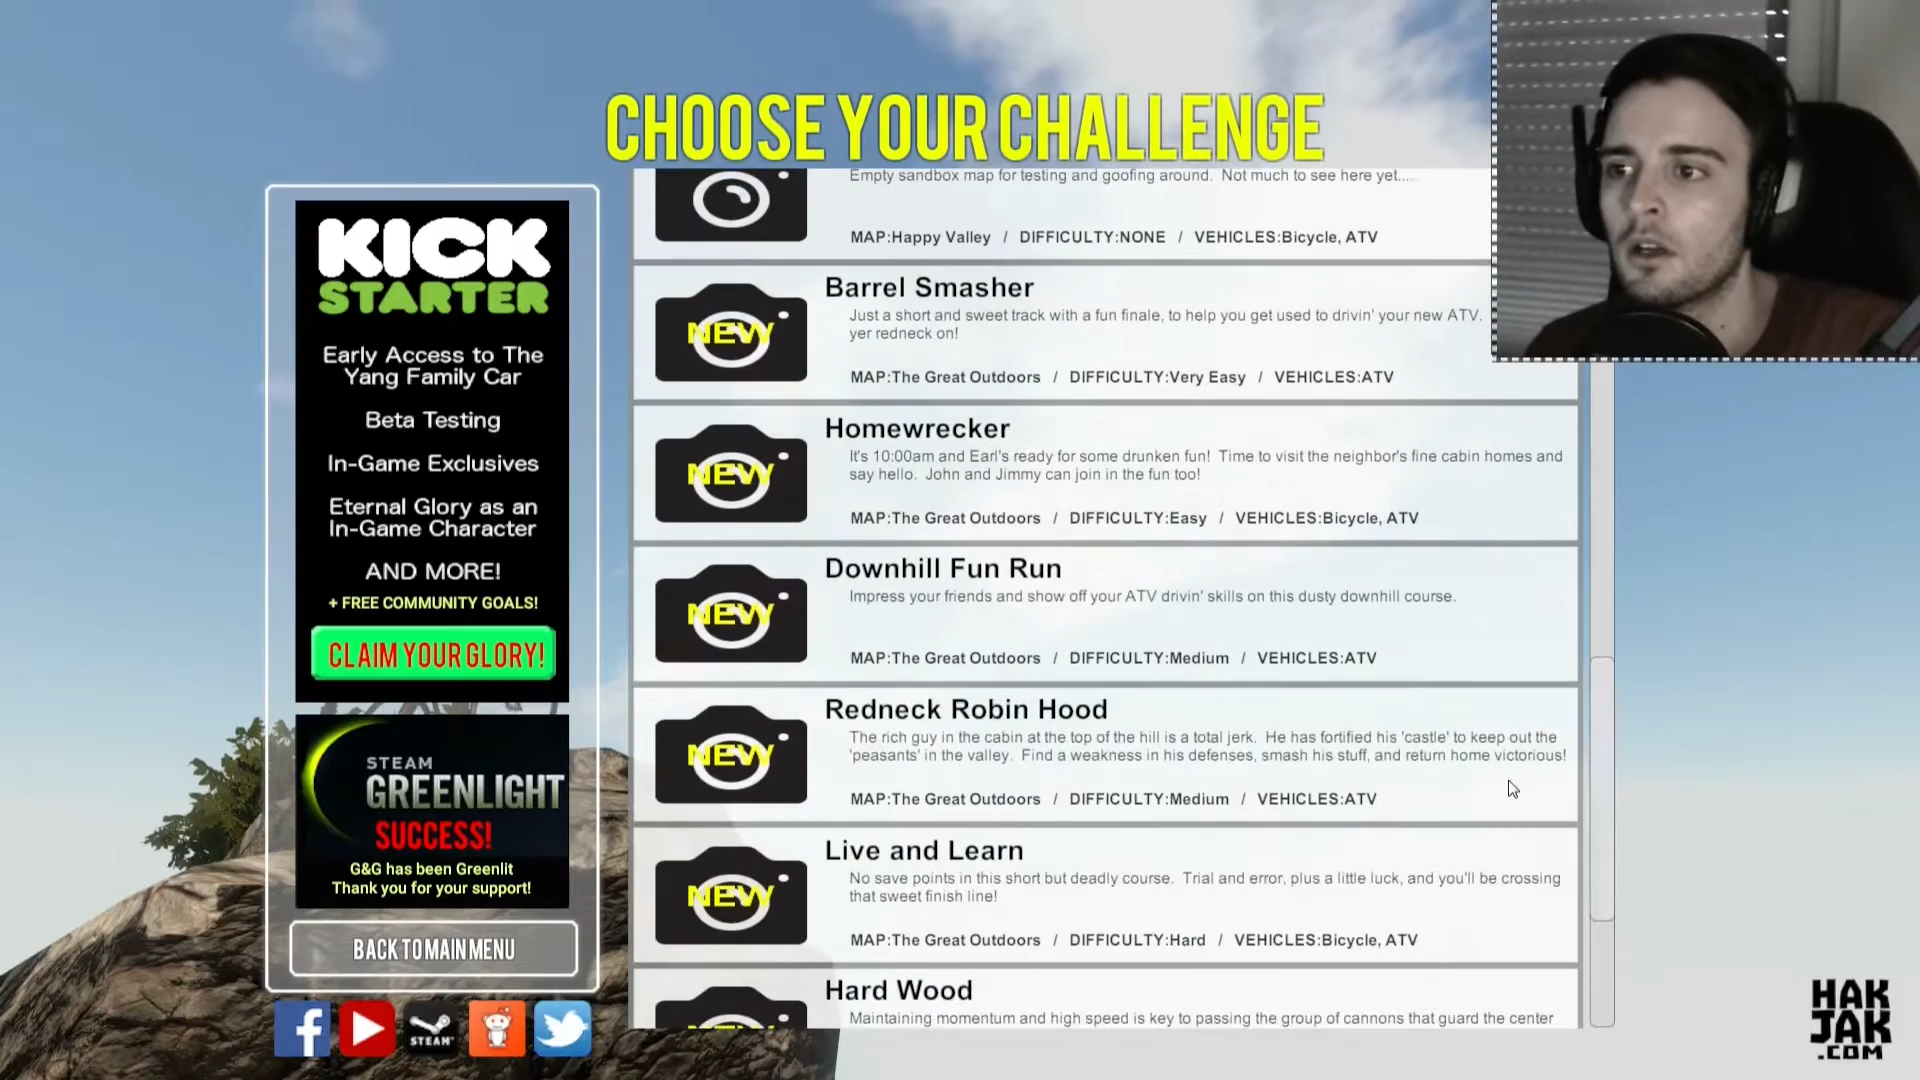 CHOOSE YOUR CHALLENGE
KICK
STARTER
Early Access to The
Yang Family Car
Beta Testing
In-Game Exclusives
Eternal Glory as an
In-Game Character
AND MORE!
+ FREE COMMUNITY GOALS!
CLAIM YOUR GLORY!
STEAM
GREENLIGHT
SUCCESS!
G&G has been Greenlit
Thank you for your support!
BACK TO MAIN MENU
STEAM
Empty sandbox map for testing and goofing around. Not much to see here yet....
MAP:Happy Valley / DIFFICULTY:NONE / VEHICLES:Bicycle, ATV
NEW
Barrel Smasher
Just a short and sweet track with a fun finale, to help you get used to drivin' your new ATV.
yer redneck on!
MAP:The Great Outdoors / DIFFICULTY:Very Easy / VEHICLES:ATV
NEW
Homewrecker
It's 10:00am and Earl's ready for some drunken fun! Time to visit the neighbor's fine cabin homes and
say hello. John and Jimmy can join in the fun too!
MAP:The Great Outdoors / DIFFICULTY:Easy / VEHICLES:Bicycle, ATV
NEW
Downhill Fun Run
Impress your friends and show off your ATV drivin' skills on this dusty downhill course.
MAP:The Great Outdoors / DIFFICULTY:Medium / VEHICLES:ATV
NEW
Redneck Robin Hood
The rich guy in the cabin at the top of the hill is a total jerk. He has fortified his 'castle' to keep out the
'peasants' in the valley. Find a weakness in his defenses, smash his stuff, and return home victorious!
MAP:The Great Outdoors / DIFFICULTY:Medium / VEHICLES:ATV
NEW
Live and Learn
No save points in this short but deadly course. Trial and error, plus a little luck, and you'll be crossing
that sweet finish line!
MAP:The Great Outdoors / DIFFICULTY:Hard / VEHICLES:Bicycle, ATV
NEW
Hard Wood
Maintaining momentum and high speed is key to passing the group of cannons that guard the center
HAK
JAK
.COM